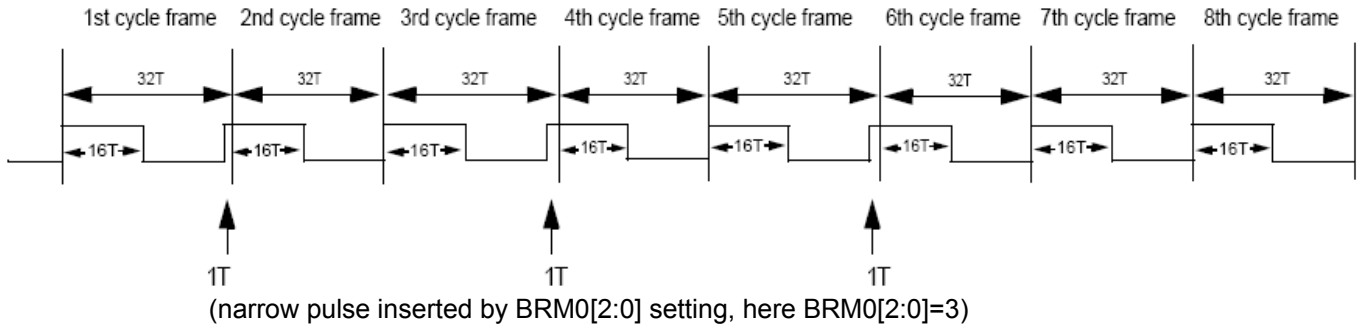 1st cycle frame 2nd cycle frame 3rd cycle frame 4th cycle frame 5th cycle frame 6th cycle frame 7th cycle frame 8th cycle frame
32T 32T 32T 32T 32T 32T 32T 32T
16T 16T 16T 16T 16T 16T 16T 16T
1T 1T 1T
(narrow pulse inserted by BRM0[2:0] setting, here BRM0[2:0]=3)